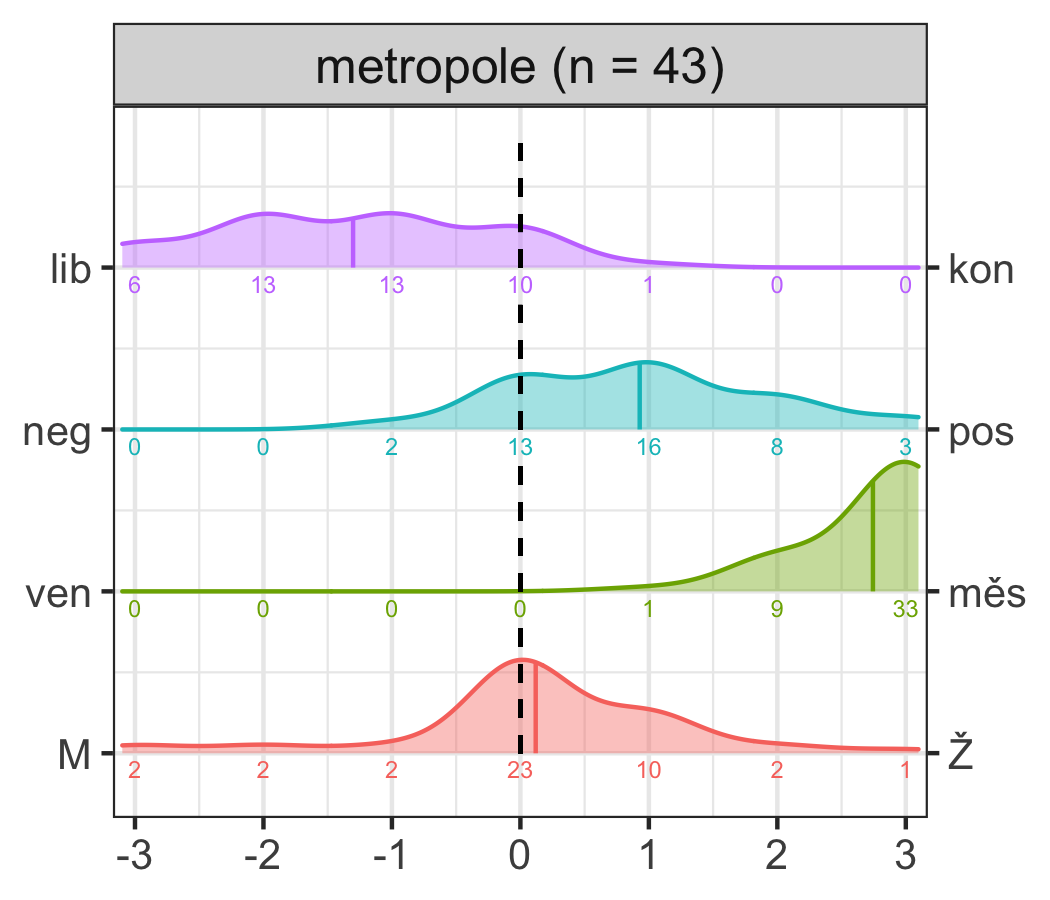 metropole (n = 43)
lib kon
6 13 13 10 1 0 0
neg pos
0 0 2 13 16 8 3
ven měs
0 0 0 0 1 9 33
M Ž
2 2 2 23 10 2 1
-3 -2 -1 0 1 2 3